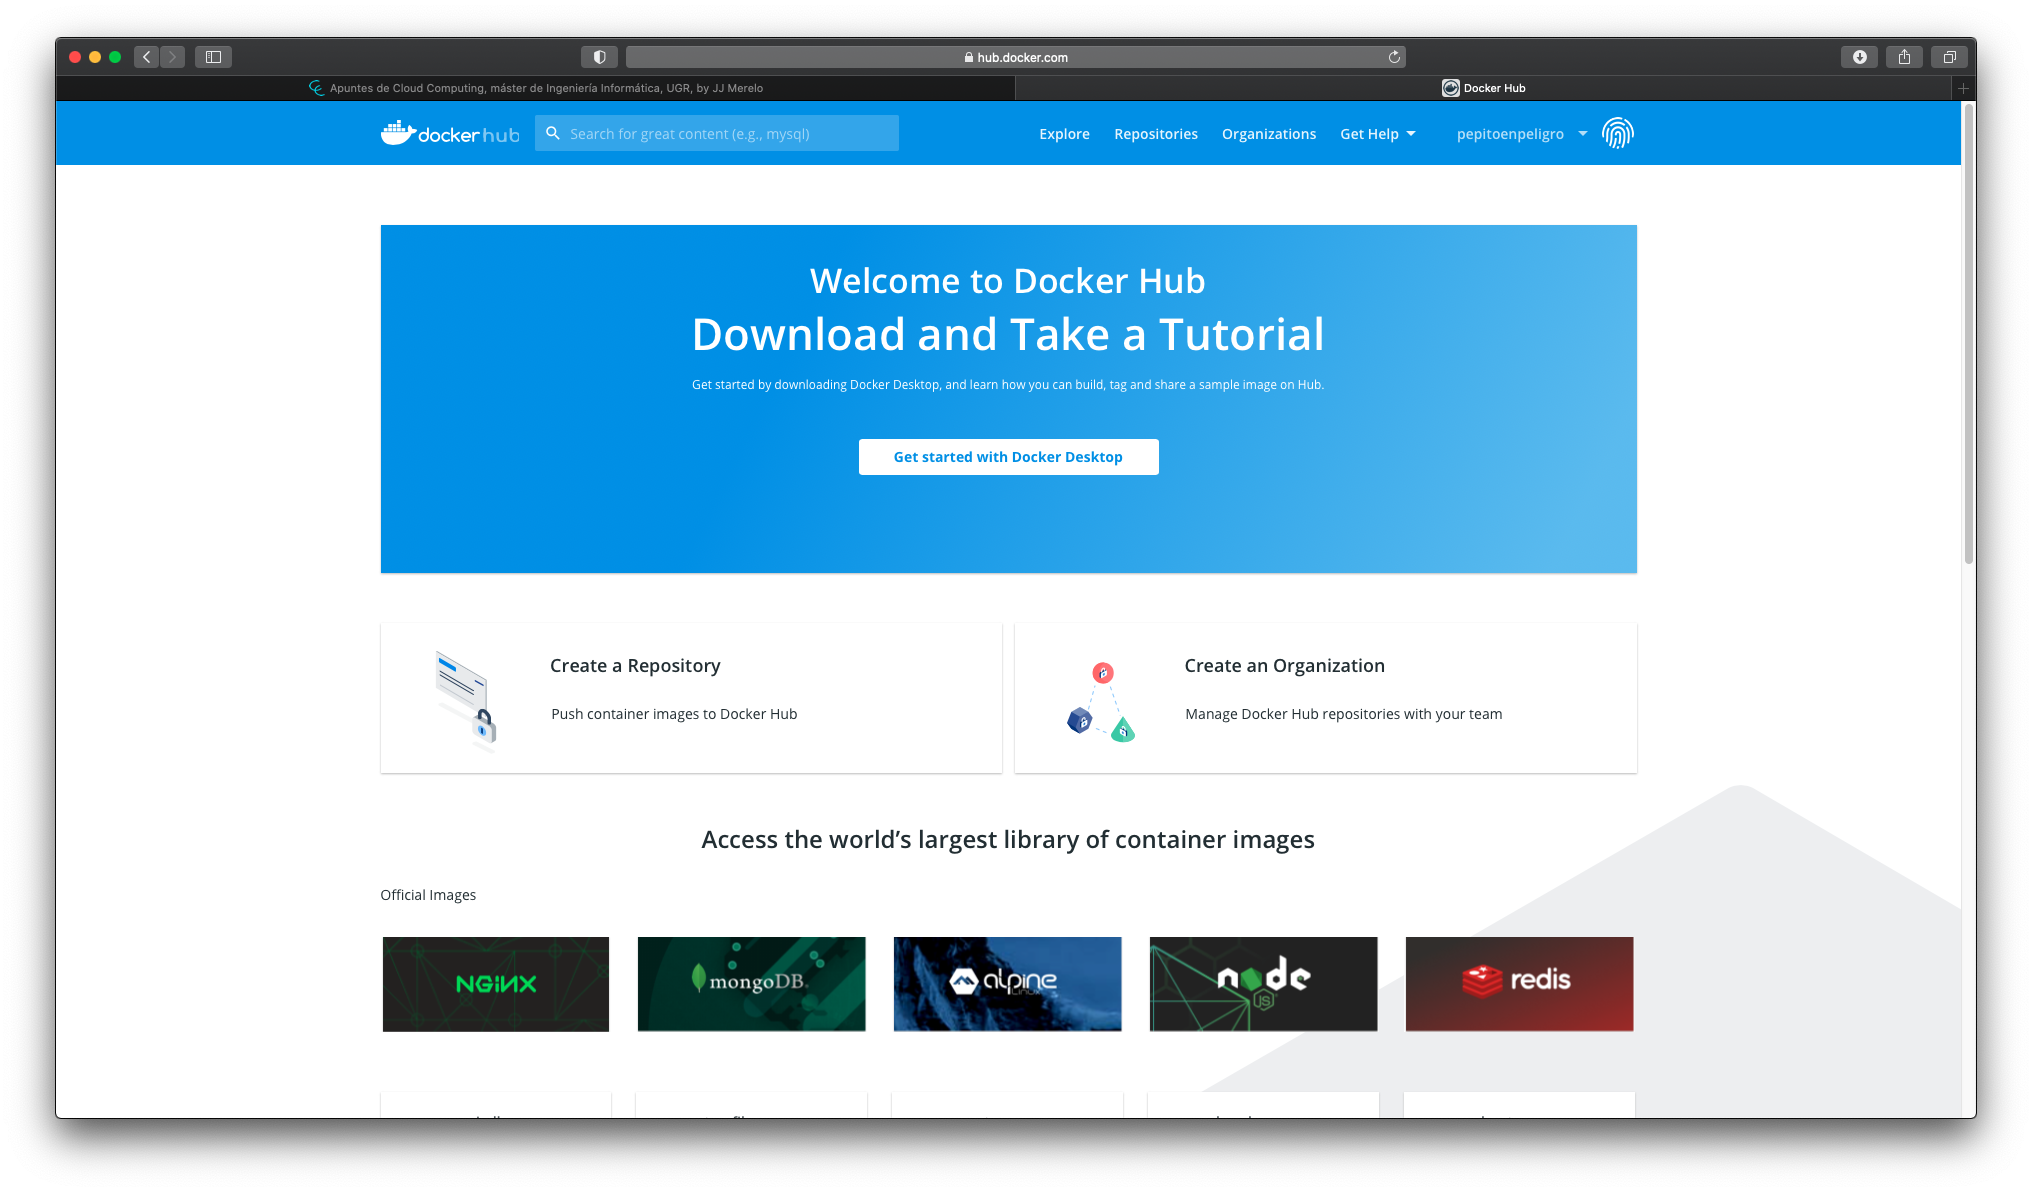 hub.docker.com
Apuntes de Cloud Computing, máster de Ingeniería Informática, UGR, by JJ Merelo
Docker Hub
docker hub
Search for great content (e.g., mysql)
Explore
Repositories
Organizations
Get Help
pepitoenpeligro
Welcome to Docker Hub
Download and Take a Tutorial
Get started by downloading Docker Desktop, and learn how you can build, tag and share a sample image on Hub.
Get started with Docker Desktop
Create a Repository
Push container images to Docker Hub
Create an Organization
Manage Docker Hub repositories with your team
Access the world's largest library of container images
Official Images
NGINX
mongoDB.
alpine
LINUX
node
JS
redis